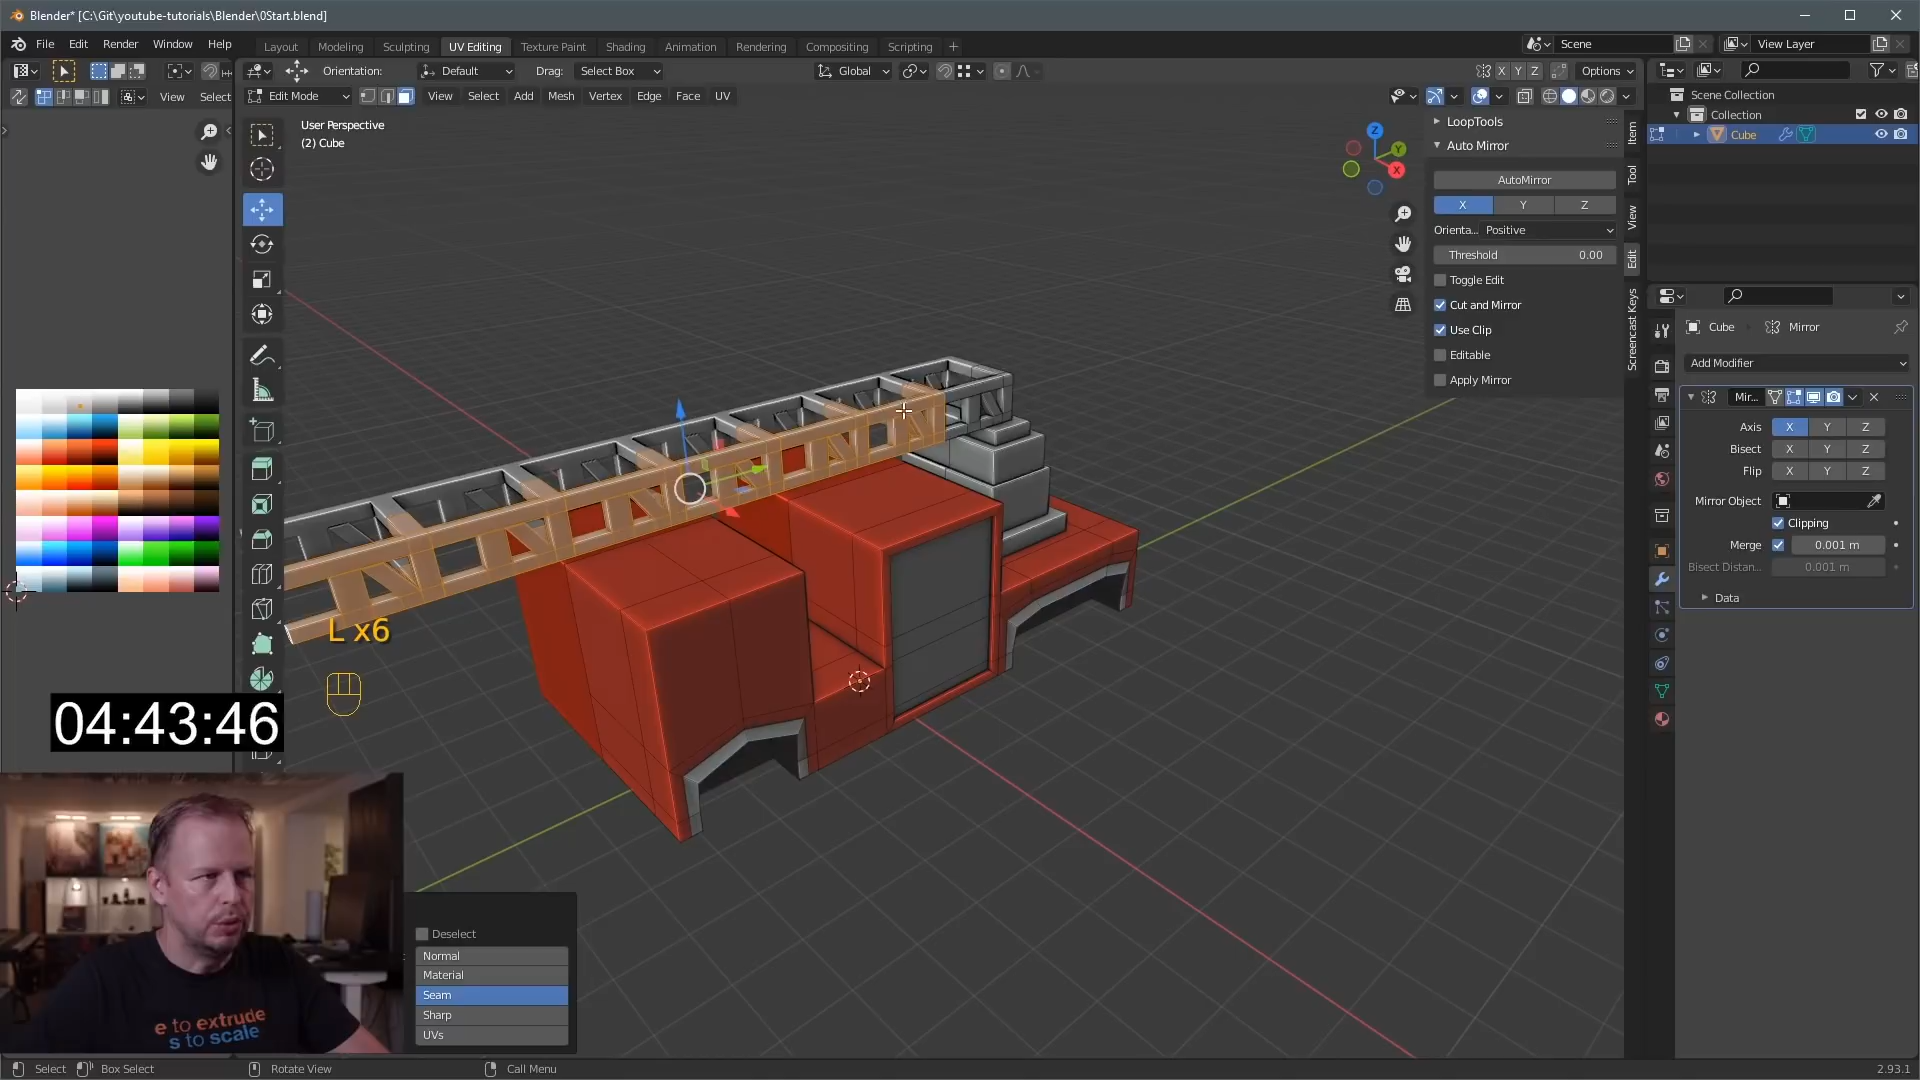 Blender* [C:\Git\youtube-tutorials\Blender\0Start.blend]
File Edit Render Window Help
Layout Modeling Sculpting UV Editing Texture Paint Shading Animation Rendering Compositing Scripting +
Scene
View Layer
Orientation: Default Drag: Select Box
Global
X Y Z Options
View Select
Edit Mode View Select Add Mesh Vertex Edge Face UV
Scene Collection
Collection
Cube
User Perspective
(2) Cube
LoopTools
Auto Mirror
AutoMirror
X Y Z
Orienta... Positive
Threshold 0.00
Toggle Edit
Cut and Mirror
Use Clip
Editable
Apply Mirror
Item
Tool
View
Edit
Screencast Keys
Z
Y
X
Cube Mirror
Add Modifier
Mir...
Axis X Y Z
Bisect X Y Z
Flip X Y Z
Mirror Object
Clipping
Merge 0.001 m
Bisect Distan... 0.001 m
Data
L x6
04:43:46
e to extrude
s to scale
Deselect
Normal
Material
Seam
Sharp
UVs
Select Box Select Rotate View Call Menu
2.93.1